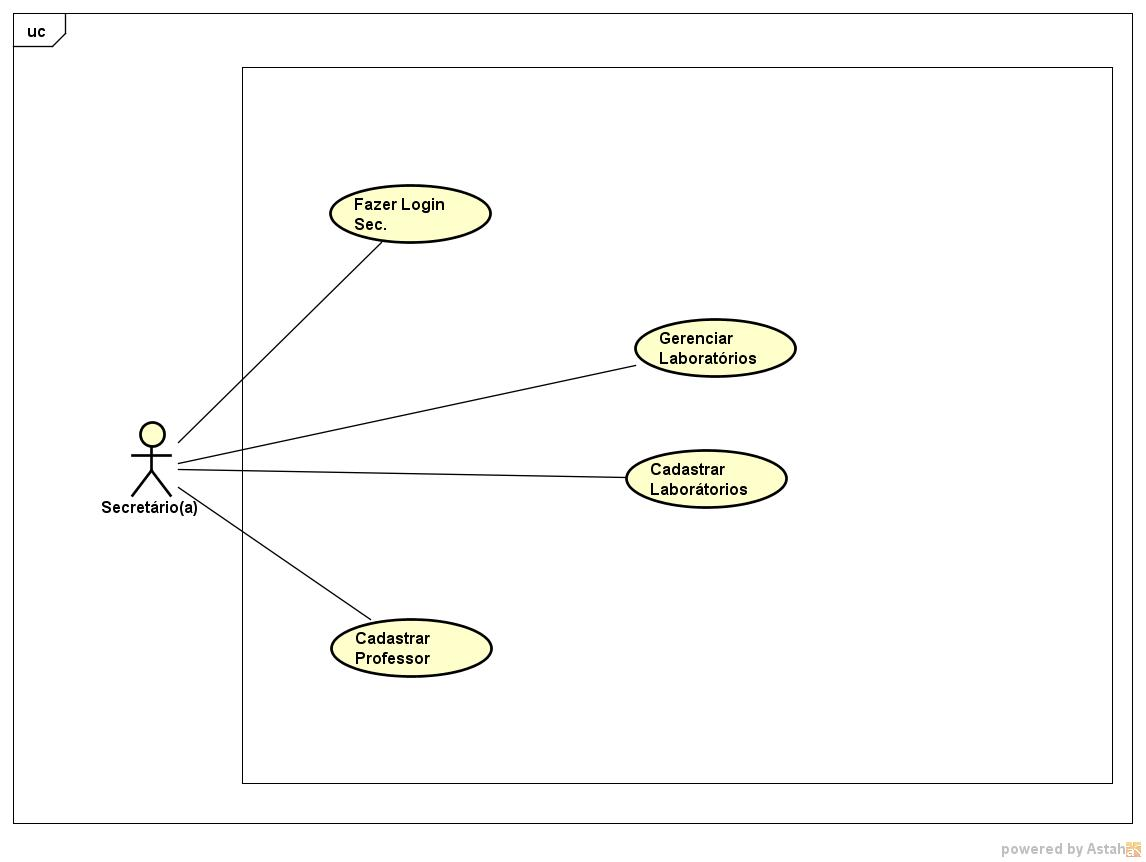 uc
Fazer Login
Sec.
Gerenciar
Laboratórios
Cadastrar
Laborátorios
Secretário(a)
Cadastrar
Professor
powered by Astah